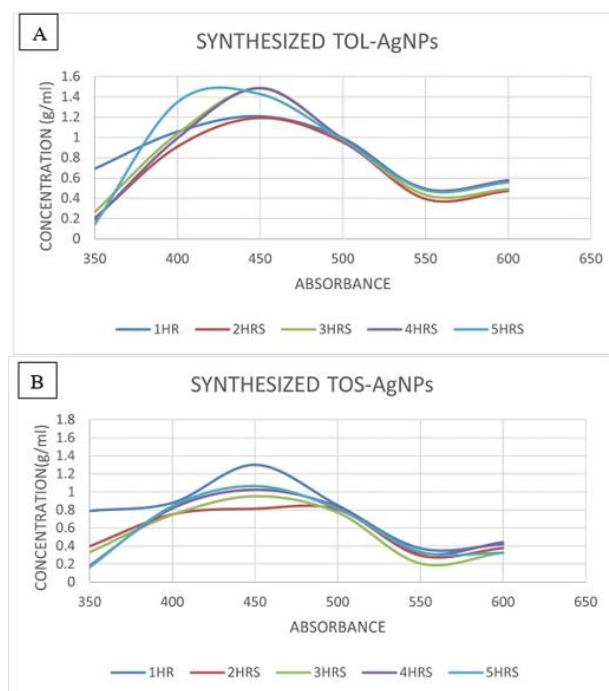 A
SYNTHESIZED TOL-AgNPs
CONCENTRATION (g/ml)
1.6
1.4
1.2
1
0.8
0.6
0.4
0.2
0
350 400 450 500 550 600 650
ABSORBANCE
1HR 2HRS 3HRS 4HRS 5HRS
B
SYNTHESIZED TOS-AgNPs
CONCENTRATION(g/ml)
1.8
1.6
1.4
1.2
1
0.8
0.6
0.4
0.2
0
350 400 450 500 550 600 650
ABSORBANCE
1HR 2HRS 3HRS 4HRS 5HRS